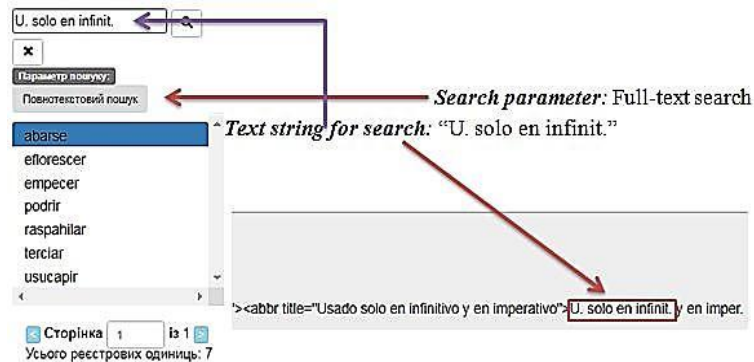 U. solo en infinit.
Параметр пошуку:
Повнотекстовий пошук
Search parameter: Full-text search
Text string for search: “U. solo en infinit.”
abarse
eflorescer
empecer
podrir
raspahilar
terciar
usucapir
"><abbr title="Usado solo en infinitivo y en imperativo">U. solo en infinit. y en imper.
Сторінка 1 із 1
Усього реєстрових одиниць: 7